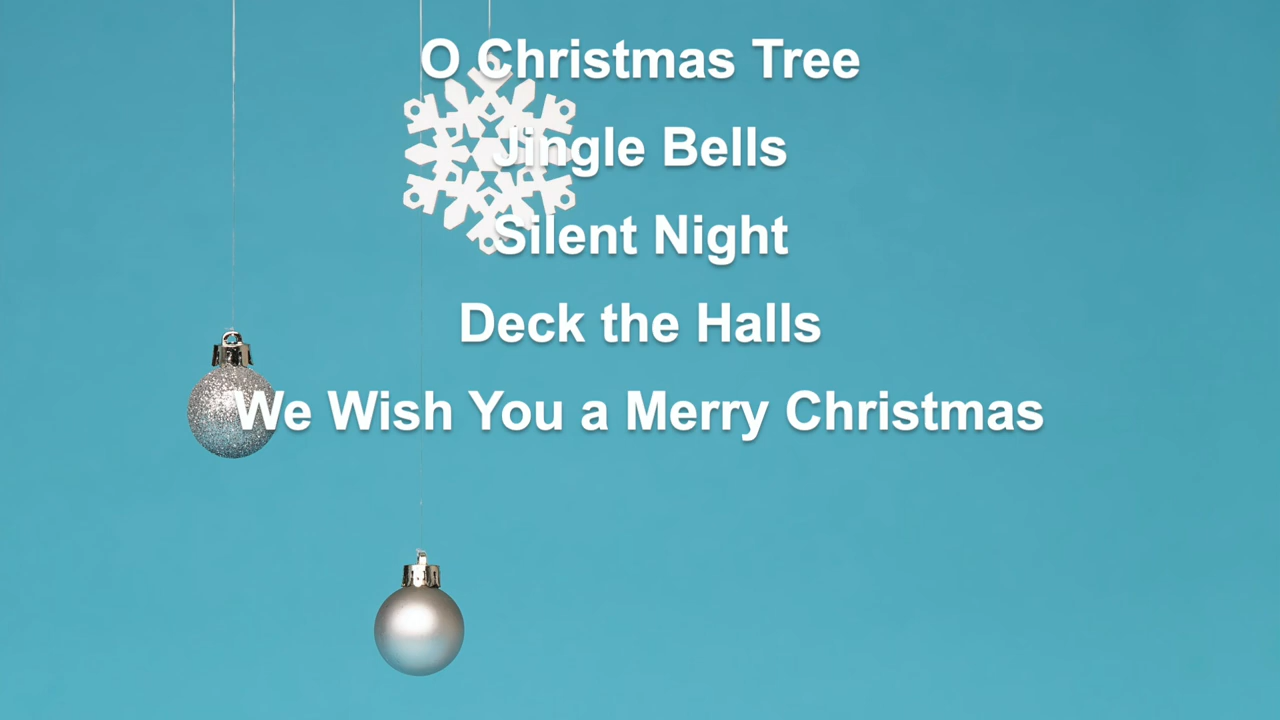 O Christmas Tree
Jingle Bells
Silent Night
Deck the Halls
We Wish You a Merry Christmas